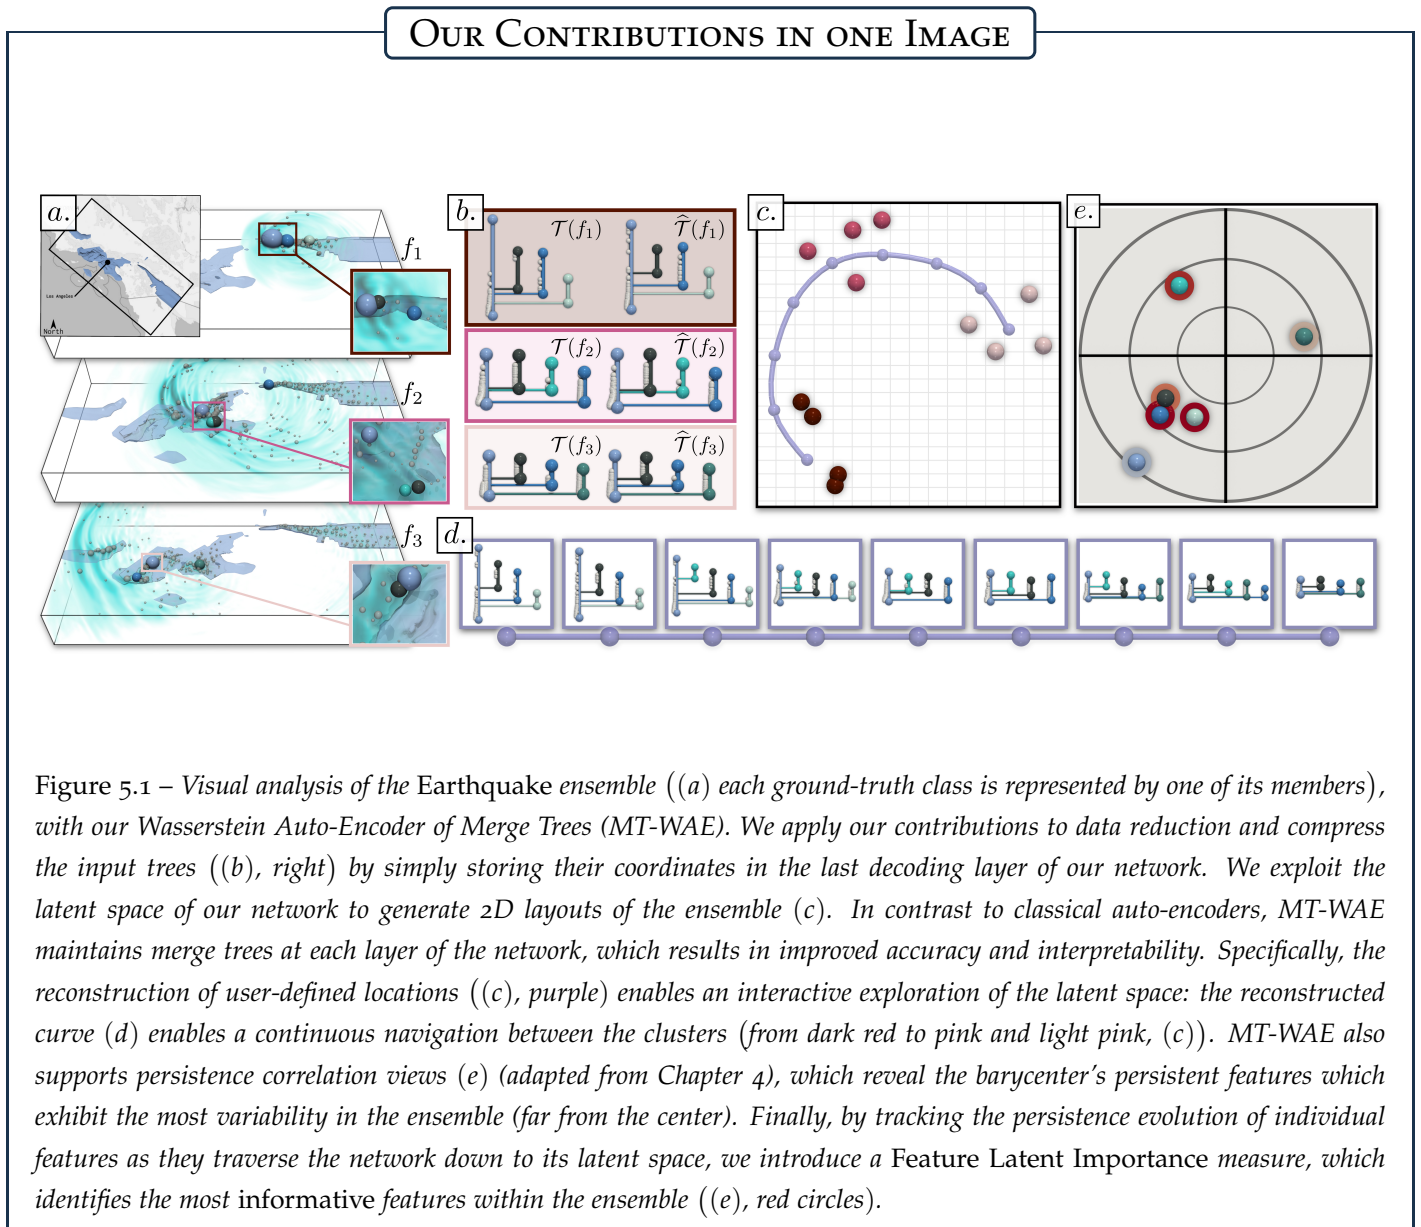 Our Contributions in one Image
a.
Los Angeles
North
f1
f2
f3
b.
𝒯(f1) 𝒯̂(f1)
𝒯(f2) 𝒯̂(f2)
𝒯(f3) 𝒯̂(f3)
c.
e.
d.
Figure 5.1 – Visual analysis of the Earthquake ensemble ((a) each ground-truth class is represented by one of its members),
with our Wasserstein Auto-Encoder of Merge Trees (MT-WAE). We apply our contributions to data reduction and compress
the input trees ((b), right) by simply storing their coordinates in the last decoding layer of our network. We exploit the
latent space of our network to generate 2D layouts of the ensemble (c). In contrast to classical auto-encoders, MT-WAE
maintains merge trees at each layer of the network, which results in improved accuracy and interpretability. Specifically, the
reconstruction of user-defined locations ((c), purple) enables an interactive exploration of the latent space: the reconstructed
curve (d) enables a continuous navigation between the clusters (from dark red to pink and light pink, (c)). MT-WAE also
supports persistence correlation views (e) (adapted from Chapter 4), which reveal the barycenter's persistent features which
exhibit the most variability in the ensemble (far from the center). Finally, by tracking the persistence evolution of individual
features as they traverse the network down to its latent space, we introduce a Feature Latent Importance measure, which
identifies the most informative features within the ensemble ((e), red circles).